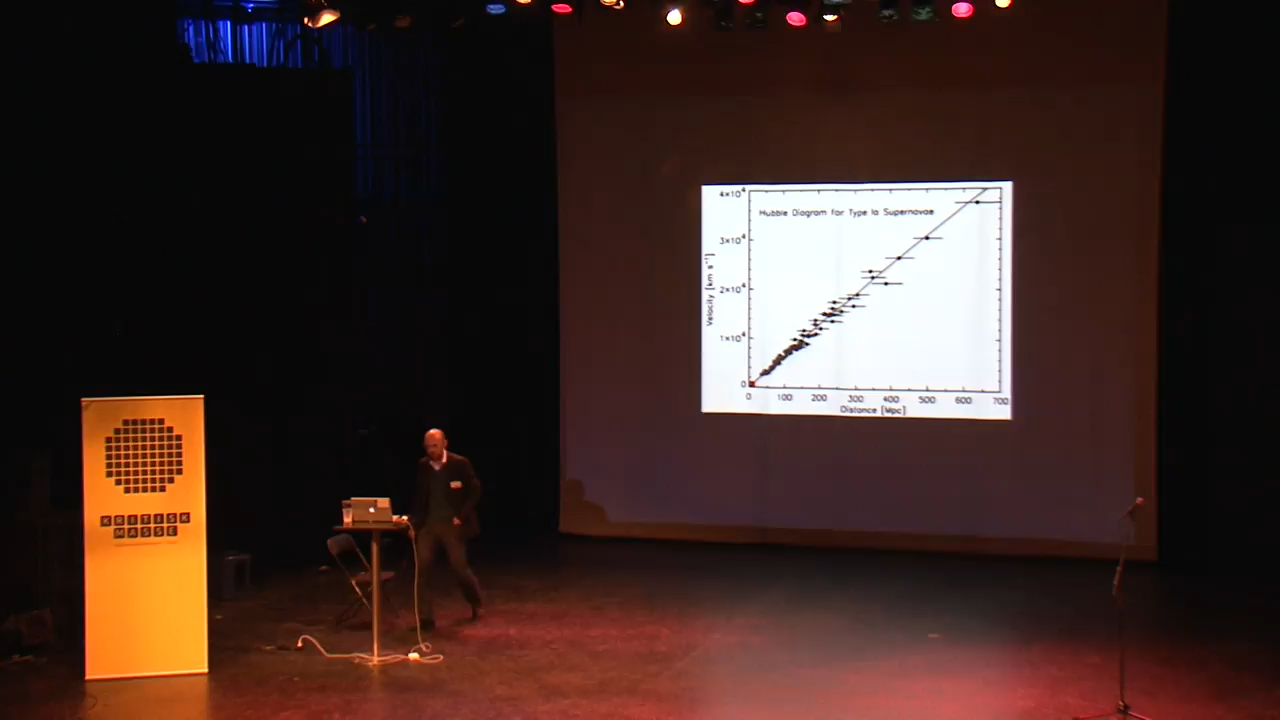 KRITISK
MASSE
Hubble Diagram for Type Ia Supernovae
Velocity [km s⁻¹]
4×10⁴
3×10⁴
2×10⁴
1×10⁴
0
0 100 200 300 400 500 600 700
Distance [Mpc]